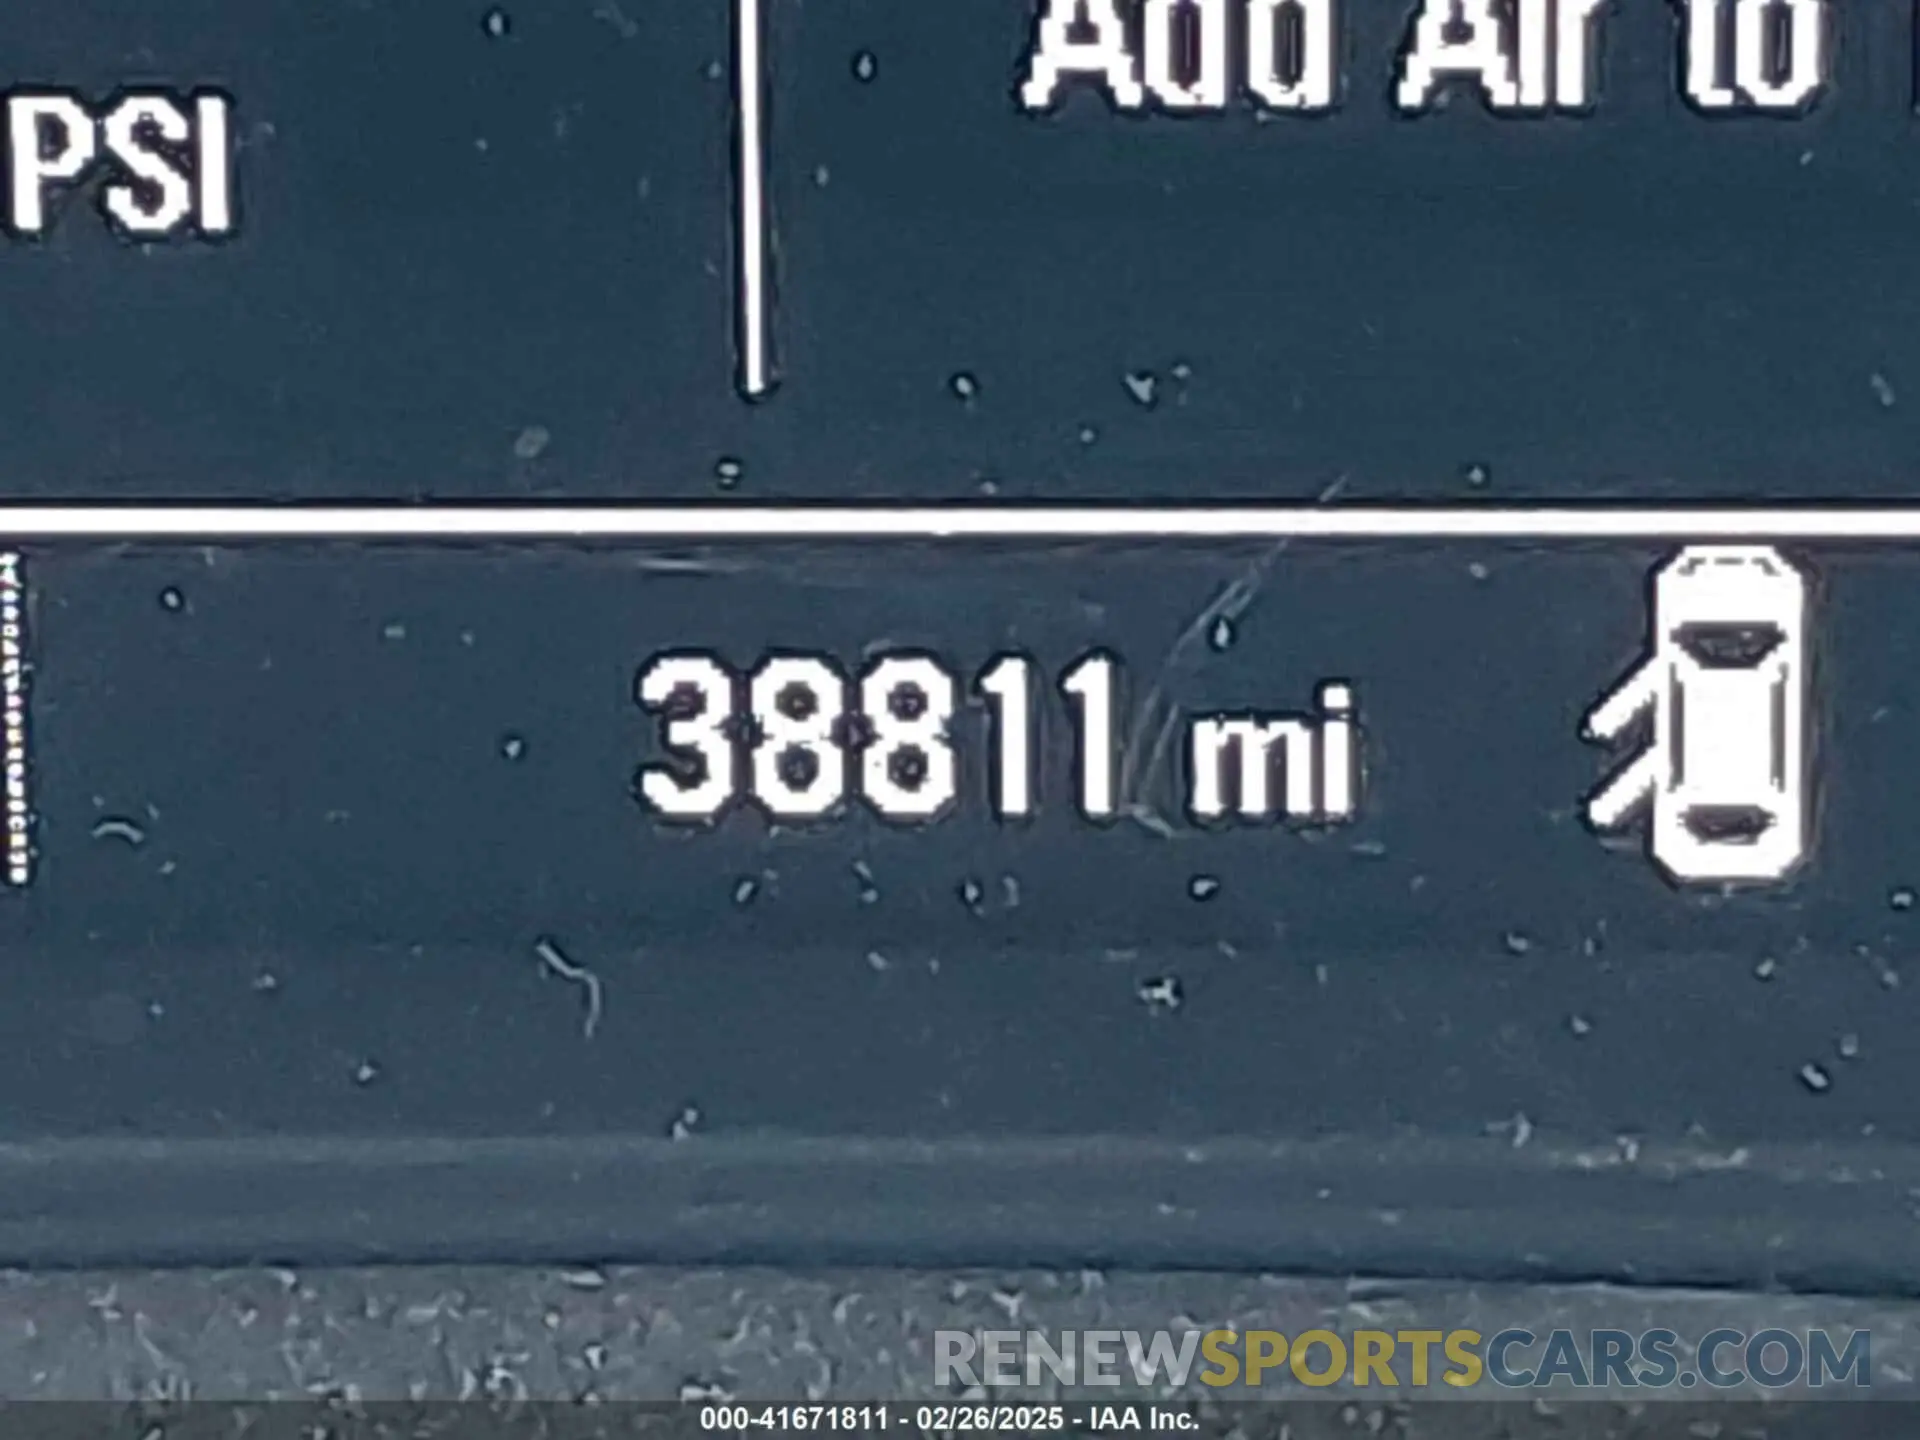 Add Air to
PSI
38811 mi
RENEWSPORTSCARS.COM
000-41671811 - 02/26/2025 - IAA Inc.